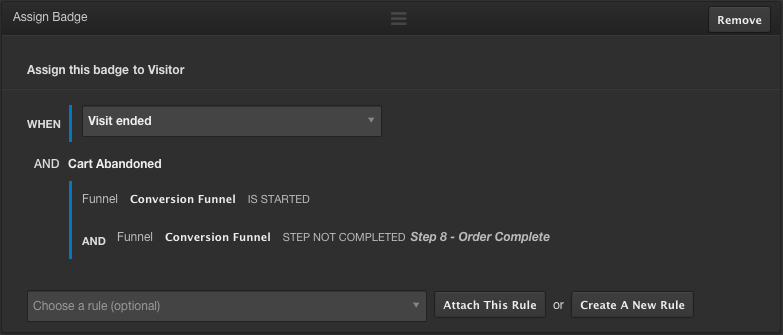 Assign Badge
Remove
Assign this badge to Visitor
WHEN Visit ended
AND Cart Abandoned
Funnel Conversion Funnel IS STARTED
AND Funnel Conversion Funnel STEP NOT COMPLETED Step 8 - Order Complete
Choose a rule (optional) Attach This Rule or Create A New Rule